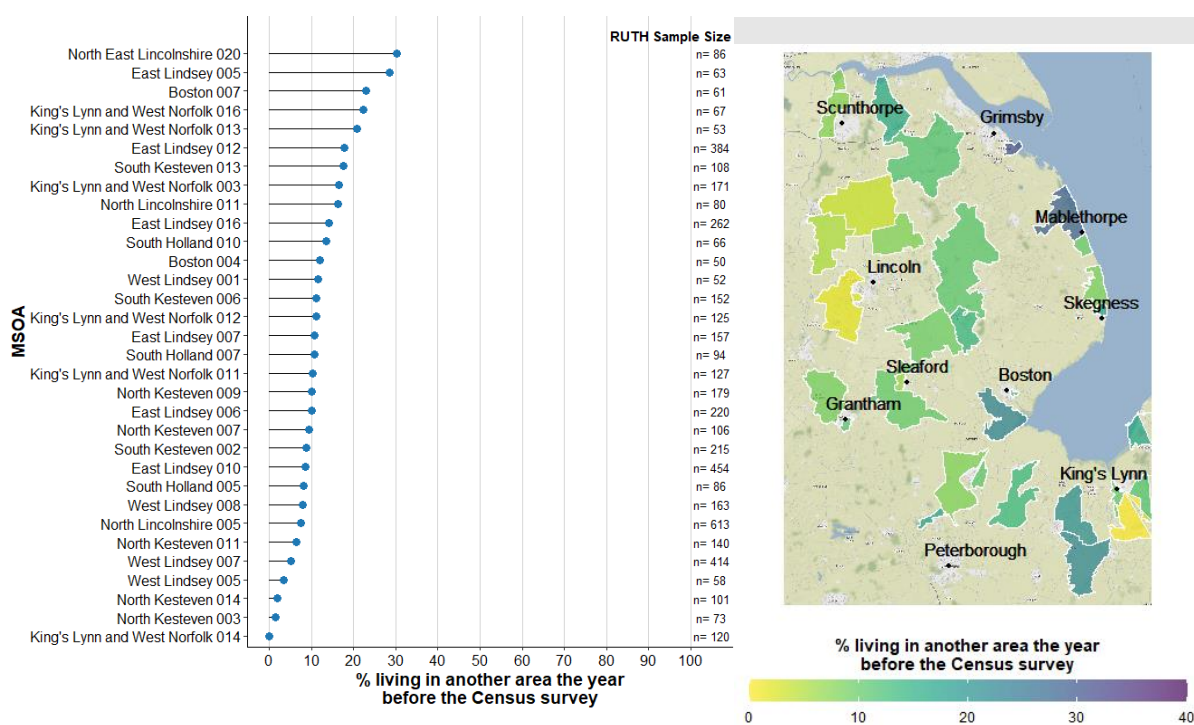 RUTH Sample Size
North East Lincolnshire 020 n= 86
East Lindsey 005 n= 63
Boston 007 n= 61
King's Lynn and West Norfolk 016 n= 67
King's Lynn and West Norfolk 013 n= 53
East Lindsey 012 n= 384
South Kesteven 013 n= 108
King's Lynn and West Norfolk 003 n= 171
North Lincolnshire 011 n= 80
East Lindsey 016 n= 262
South Holland 010 n= 66
Boston 004 n= 50
West Lindsey 001 n= 52
South Kesteven 006 n= 152
King's Lynn and West Norfolk 012 n= 125
East Lindsey 007 n= 157
South Holland 007 n= 94
King's Lynn and West Norfolk 011 n= 127
North Kesteven 009 n= 179
East Lindsey 006 n= 220
North Kesteven 007 n= 106
South Kesteven 002 n= 215
East Lindsey 010 n= 454
South Holland 005 n= 86
West Lindsey 008 n= 163
North Lincolnshire 005 n= 613
North Kesteven 011 n= 140
West Lindsey 007 n= 414
West Lindsey 005 n= 58
North Kesteven 014 n= 101
North Kesteven 003 n= 73
King's Lynn and West Norfolk 014 n= 120
MSOA
0 10 20 30 40 50 60 70 80 90 100
% living in another area the year
before the Census survey
Scunthorpe
Grimsby
Mablethorpe
Lincoln
Skegness
Sleaford
Boston
Grantham
King's Lynn
Peterborough
% living in another area the year
before the Census survey
0 10 20 30 40